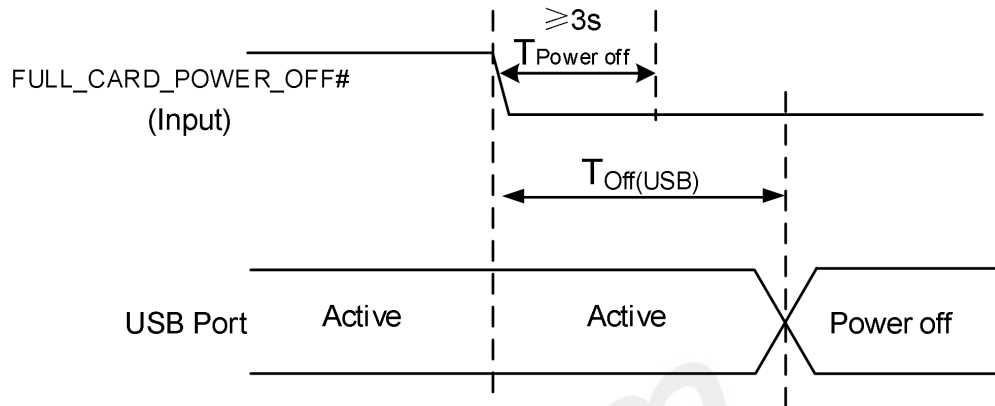 ≥3s
TPower off
FULL_CARD_POWER_OFF#
(Input)
TOff(USB)
USB Port
Active
Active
Power off